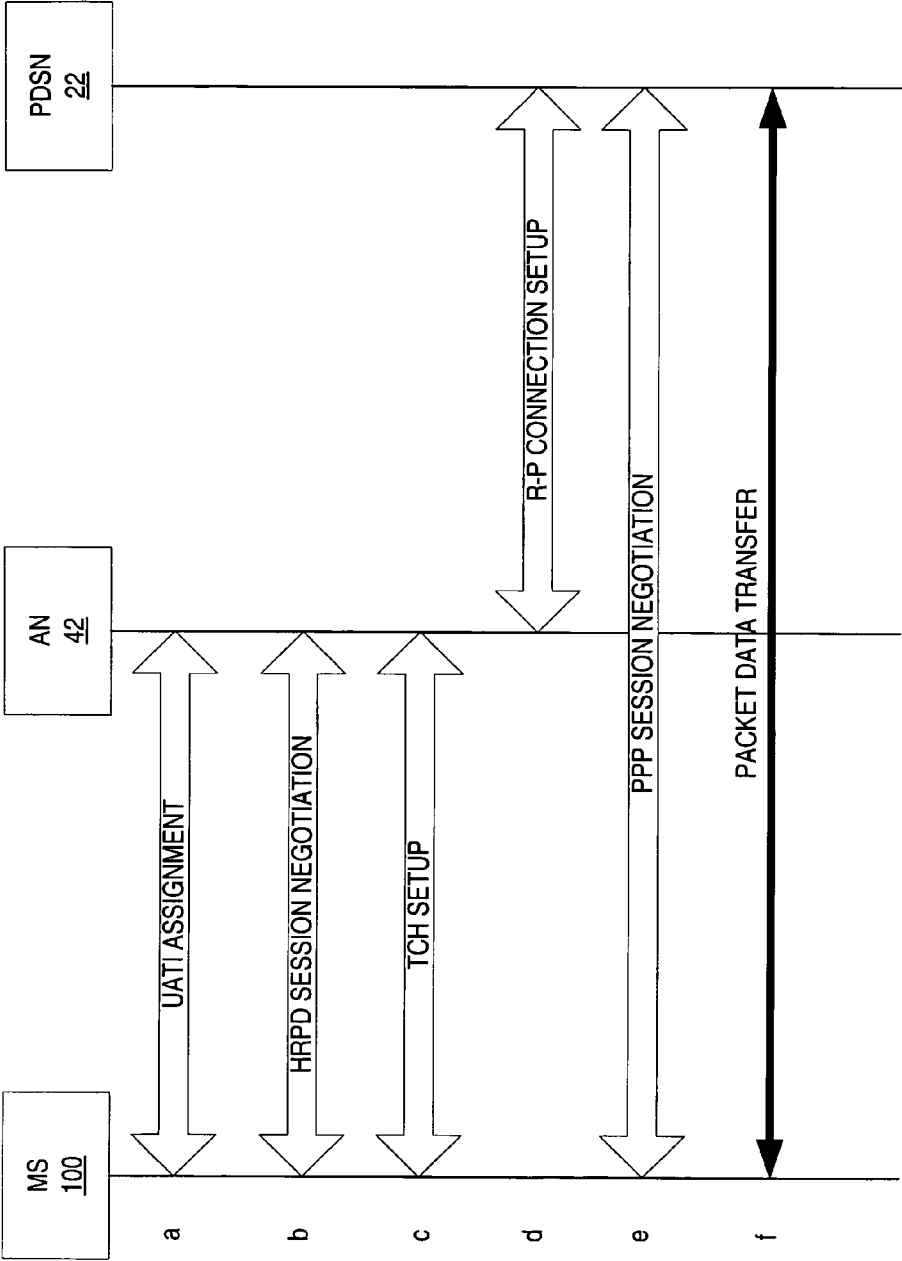 MS
100
AN
42
PDSN
22
a
UATI ASSIGNMENT
b
HRPD SESSION NEGOTIATION
c
TCH SETUP
d
R-P CONNECTION SETUP
e
PPP SESSION NEGOTIATION
f
PACKET DATA TRANSFER